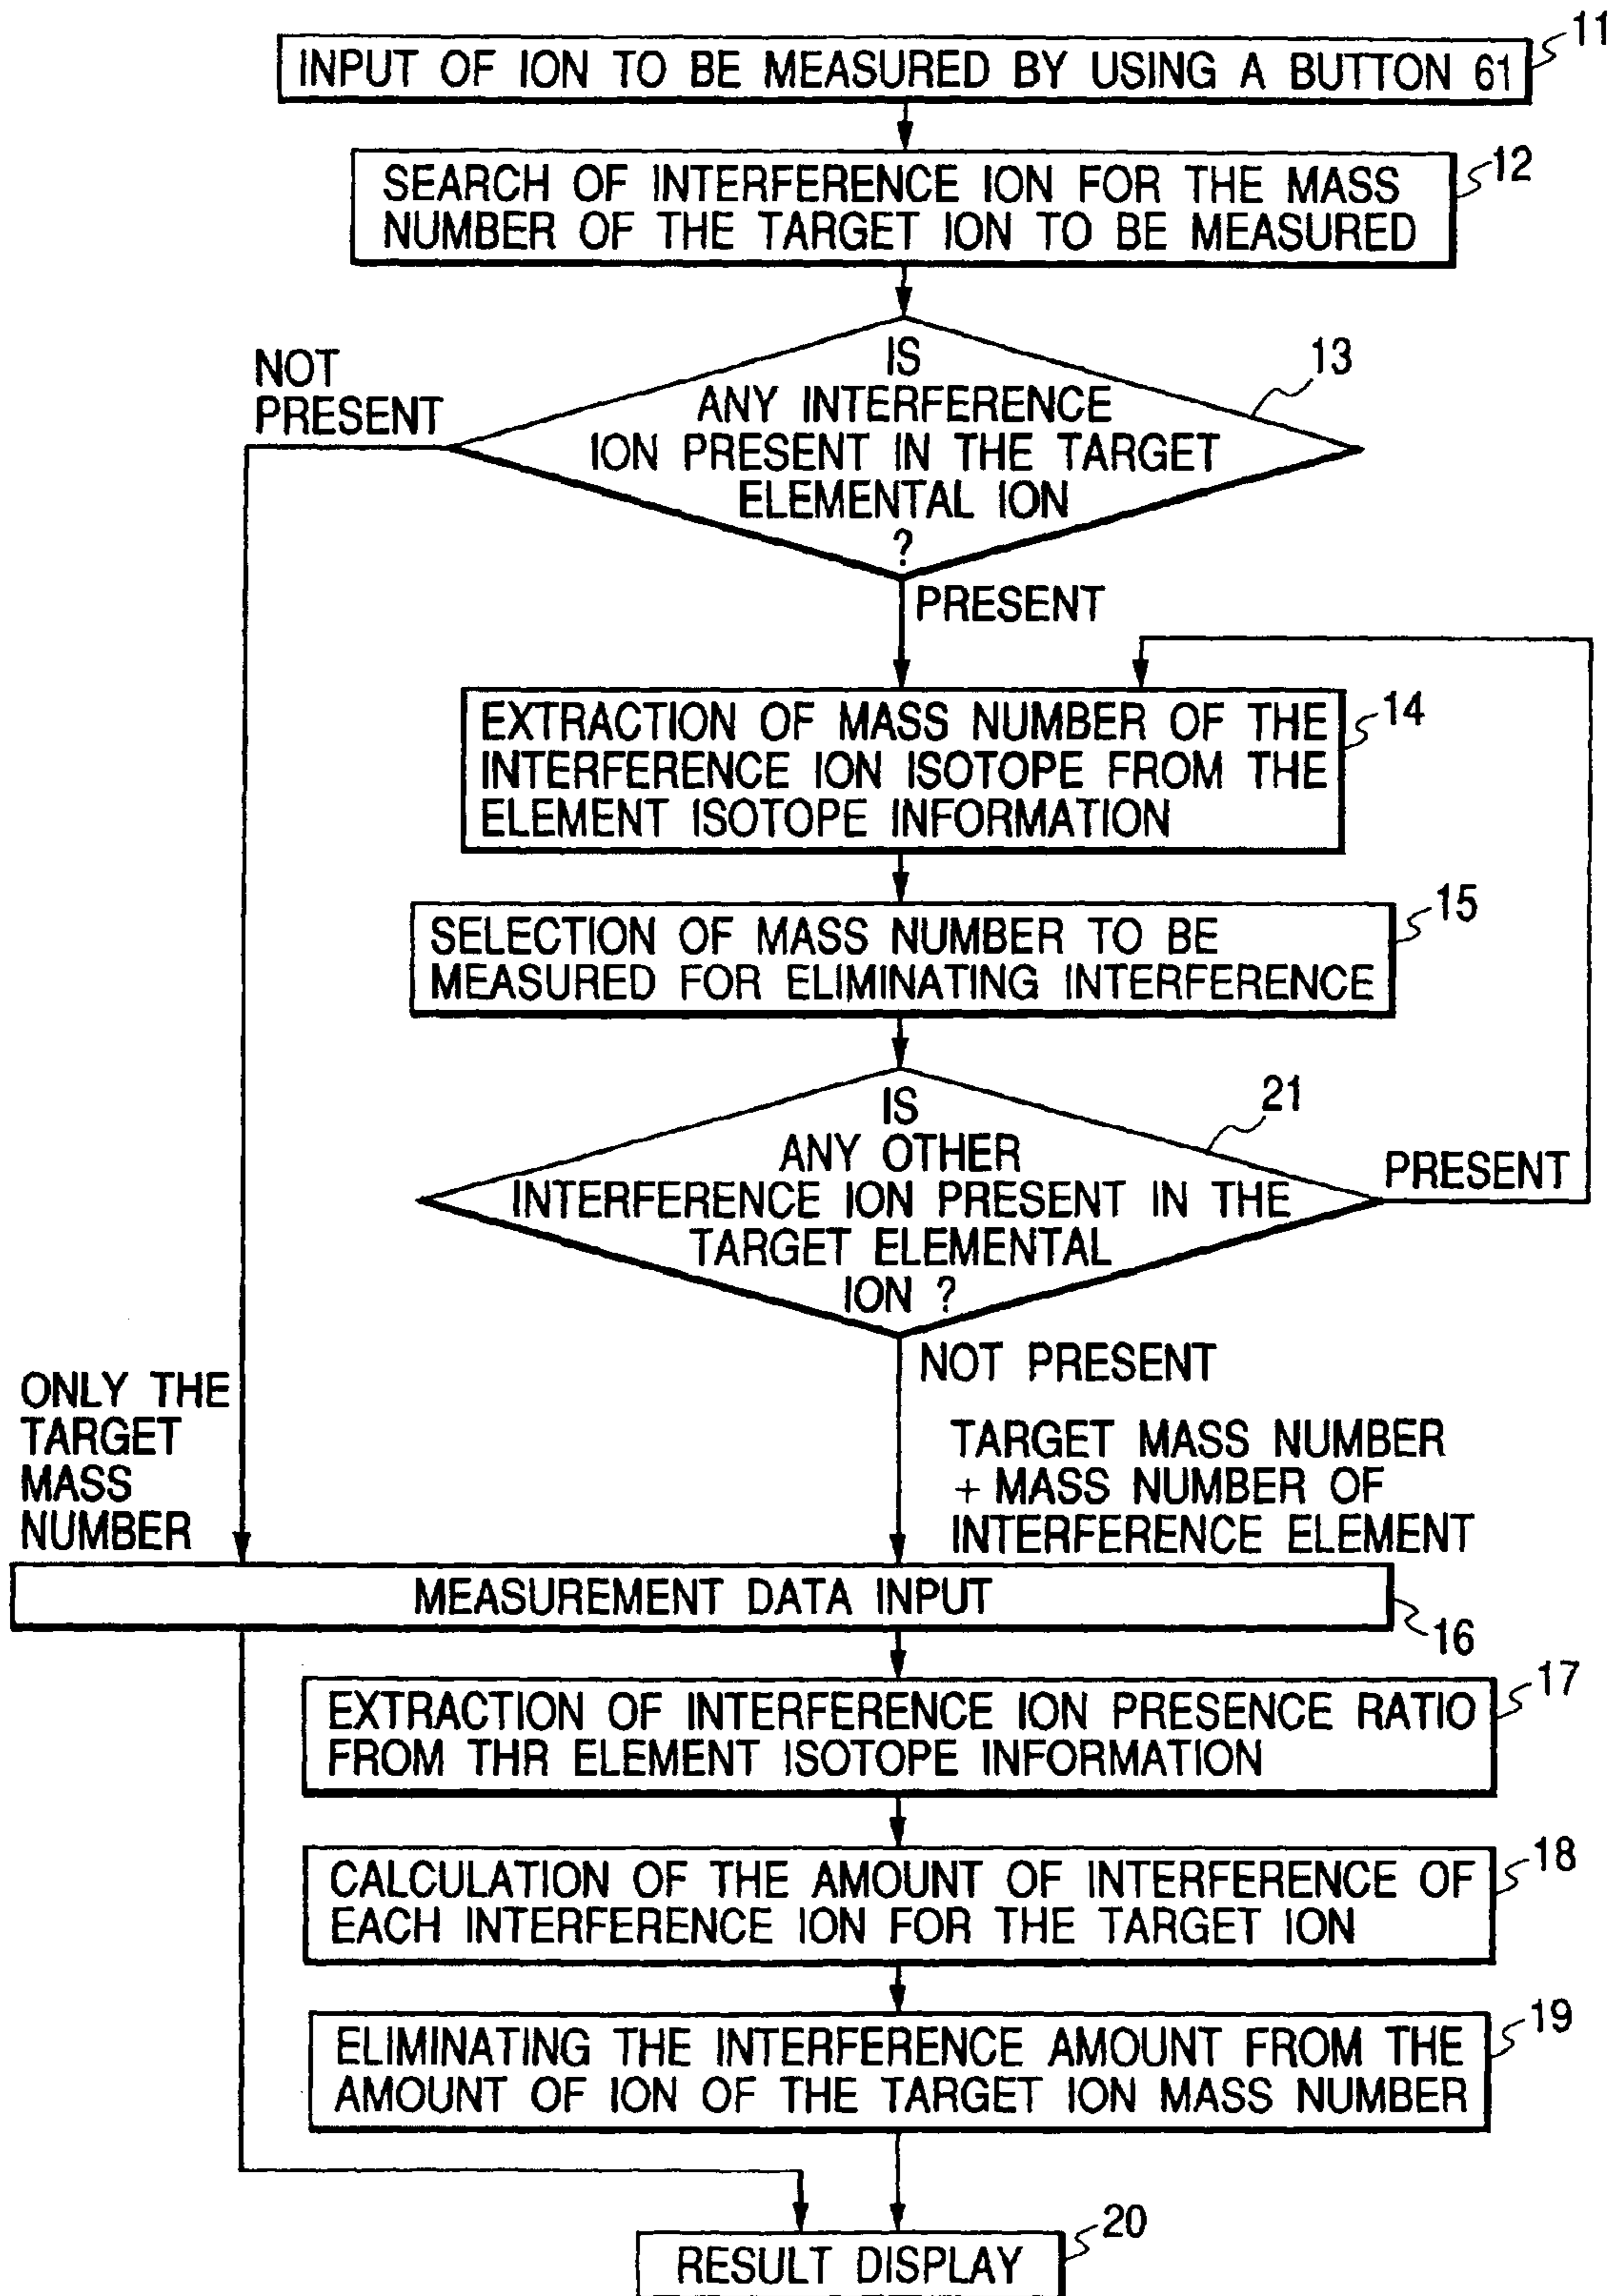 11
INPUT OF ION TO BE MEASURED BY USING A BUTTON 61
12
SEARCH OF INTERFERENCE ION FOR THE MASS
NUMBER OF THE TARGET ION TO BE MEASURED
13
NOT
PRESENT
IS
ANY INTERFERENCE
ION PRESENT IN THE TARGET
ELEMENTAL ION
?
PRESENT
14
EXTRACTION OF MASS NUMBER OF THE
INTERFERENCE ION ISOTOPE FROM THE
ELEMENT ISOTOPE INFORMATION
15
SELECTION OF MASS NUMBER TO BE
MEASURED FOR ELIMINATING INTERFERENCE
21
IS
ANY OTHER
INTERFERENCE ION PRESENT IN THE
TARGET ELEMENTAL
ION ?
PRESENT
NOT PRESENT
ONLY THE
TARGET
MASS
NUMBER
TARGET MASS NUMBER
+ MASS NUMBER OF
INTERFERENCE ELEMENT
MEASUREMENT DATA INPUT
16
17
EXTRACTION OF INTERFERENCE ION PRESENCE RATIO
FROM THR ELEMENT ISOTOPE INFORMATION
18
CALCULATION OF THE AMOUNT OF INTERFERENCE OF
EACH INTERFERENCE ION FOR THE TARGET ION
19
ELIMINATING THE INTERFERENCE AMOUNT FROM THE
AMOUNT OF ION OF THE TARGET ION MASS NUMBER
20
RESULT DISPLAY